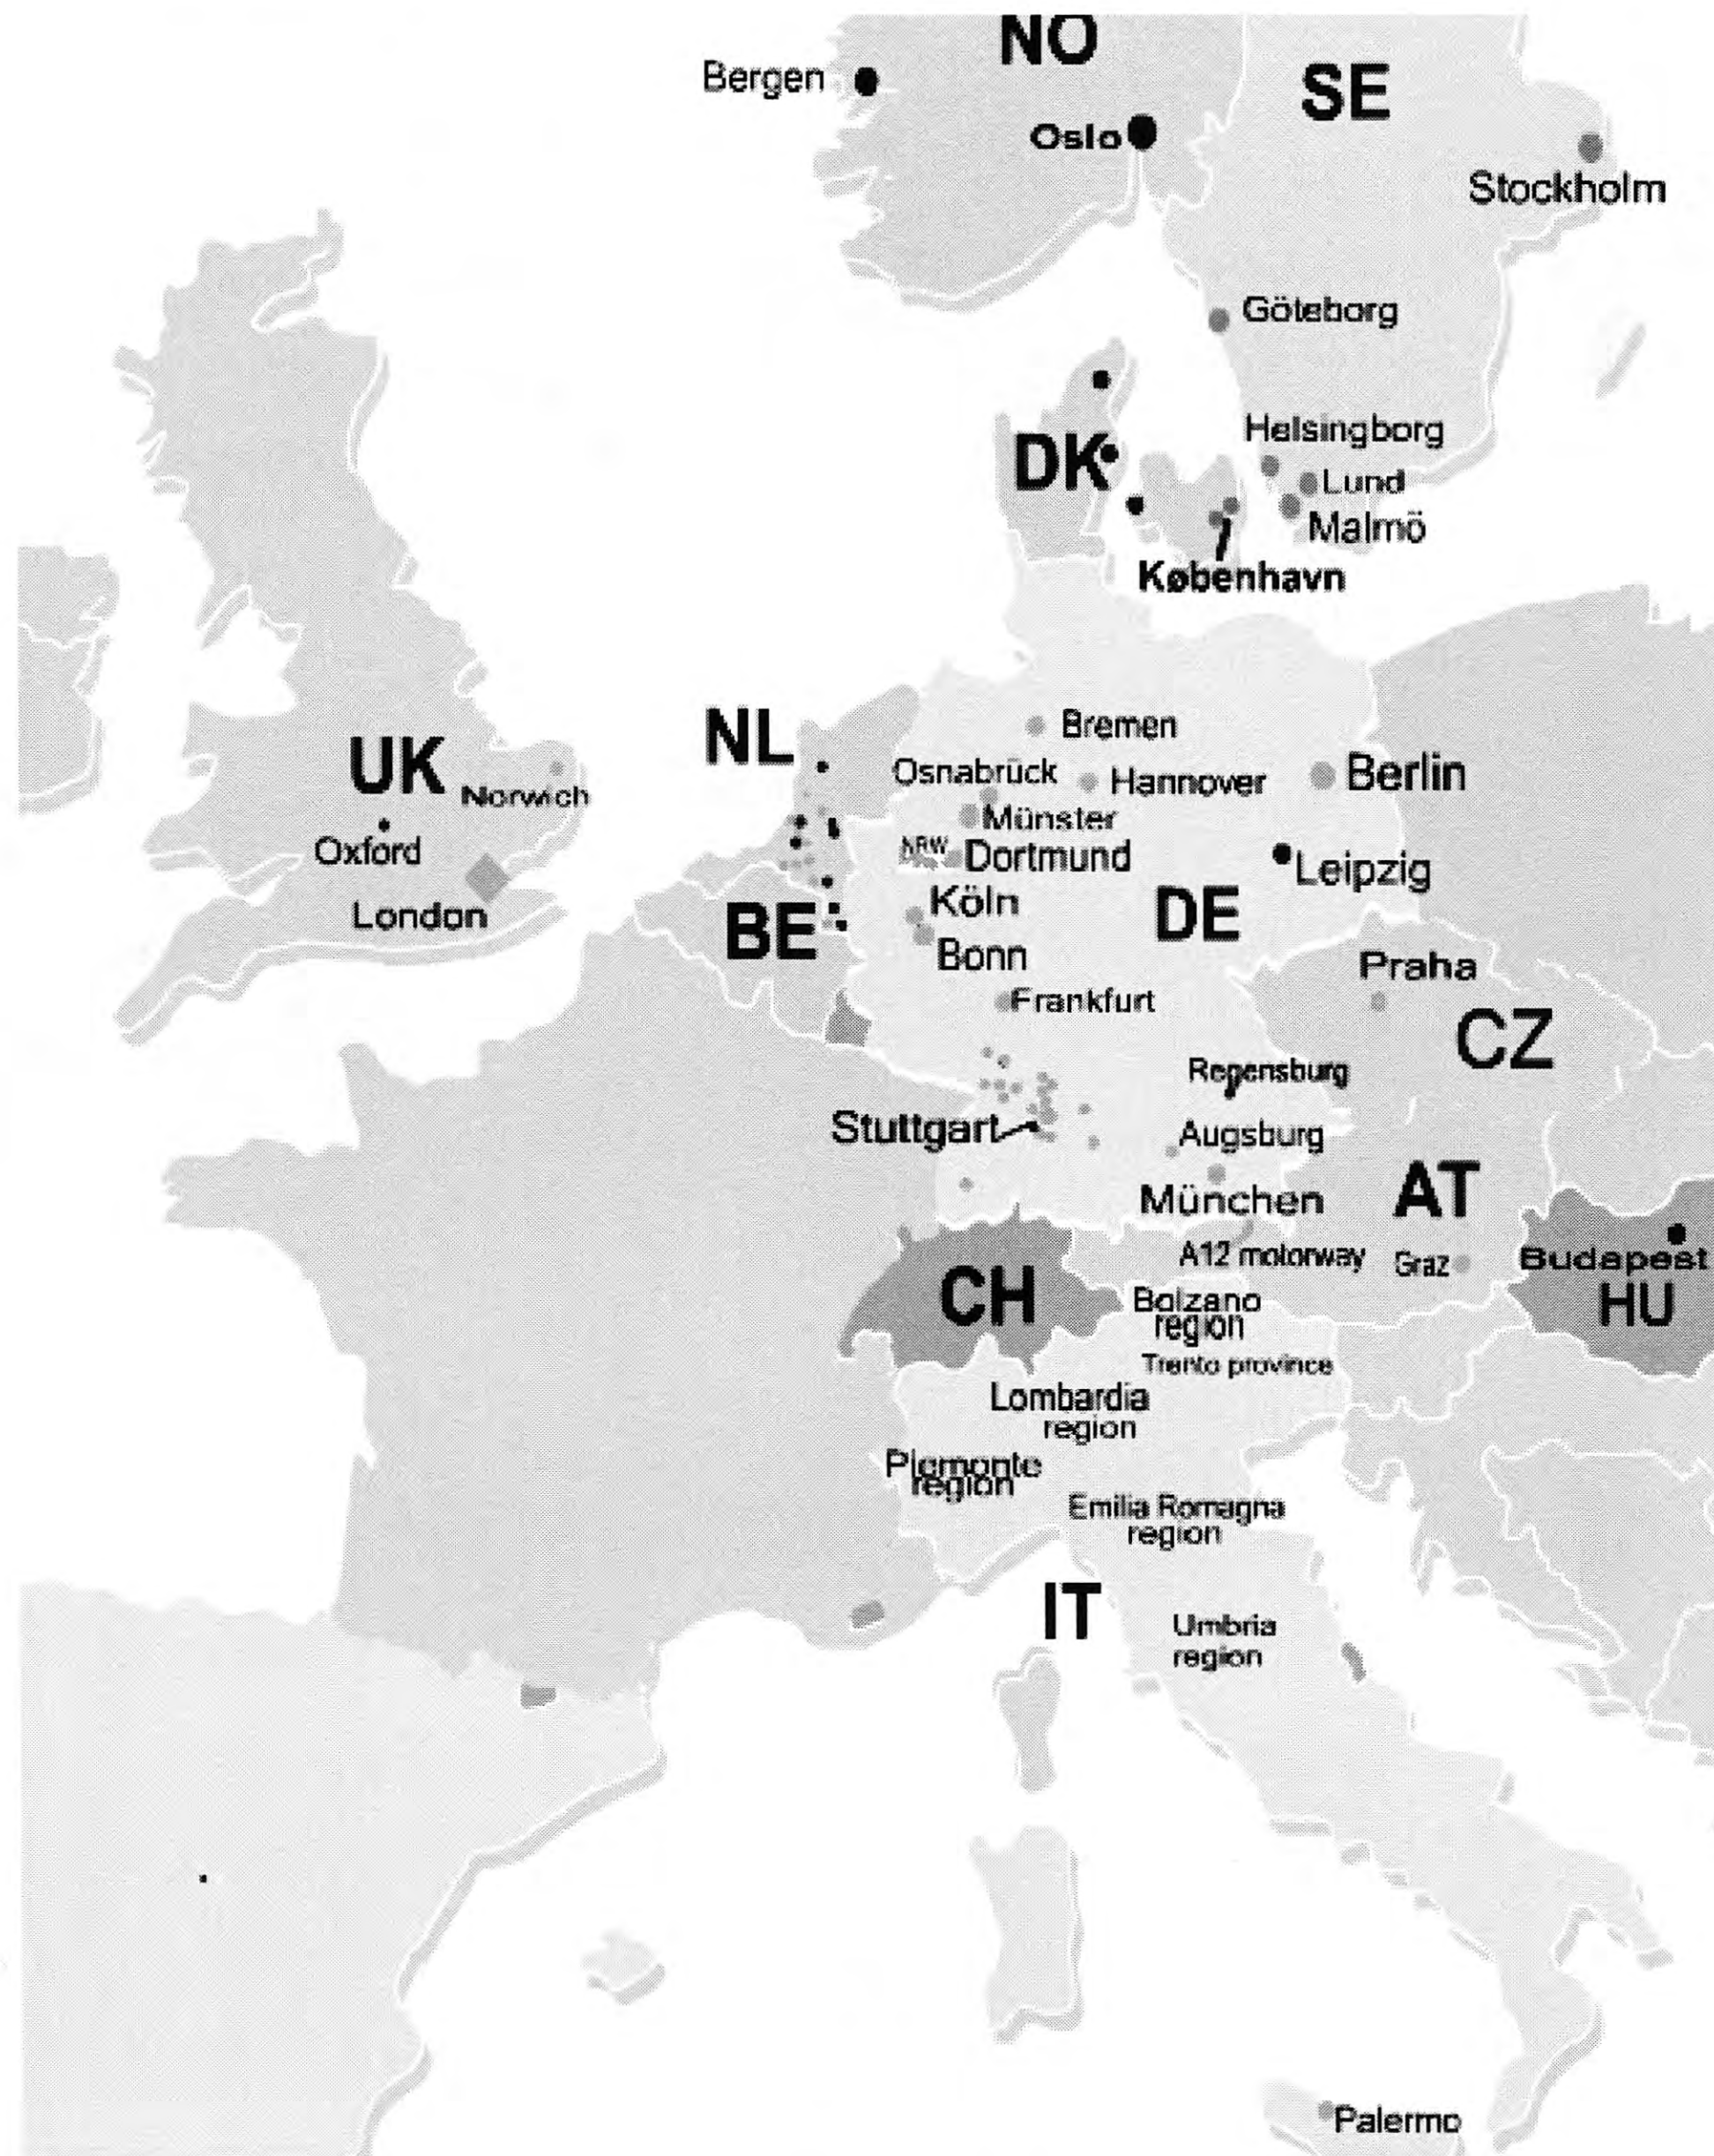 NO
Bergen
SE
Oslo
Stockholm
Göteborg
Helsingborg
DK
Lund
Malmö
København
NL
Bremen
UK
Osnabrück
Hannover
Berlin
Norwich
Münster
Oxford
NRW
Dortmund
Leipzig
Köln
London
BE
DE
Bonn
Praha
Frankfurt
CZ
Regensburg
Stuttgart
Augsburg
AT
München
A12 motorway
Graz
Budapest
CH
HU
Bolzano
region
Trento province
Lombardia
region
Piemonte
region
Emilia Romagna
region
IT
Umbria
region
Palermo